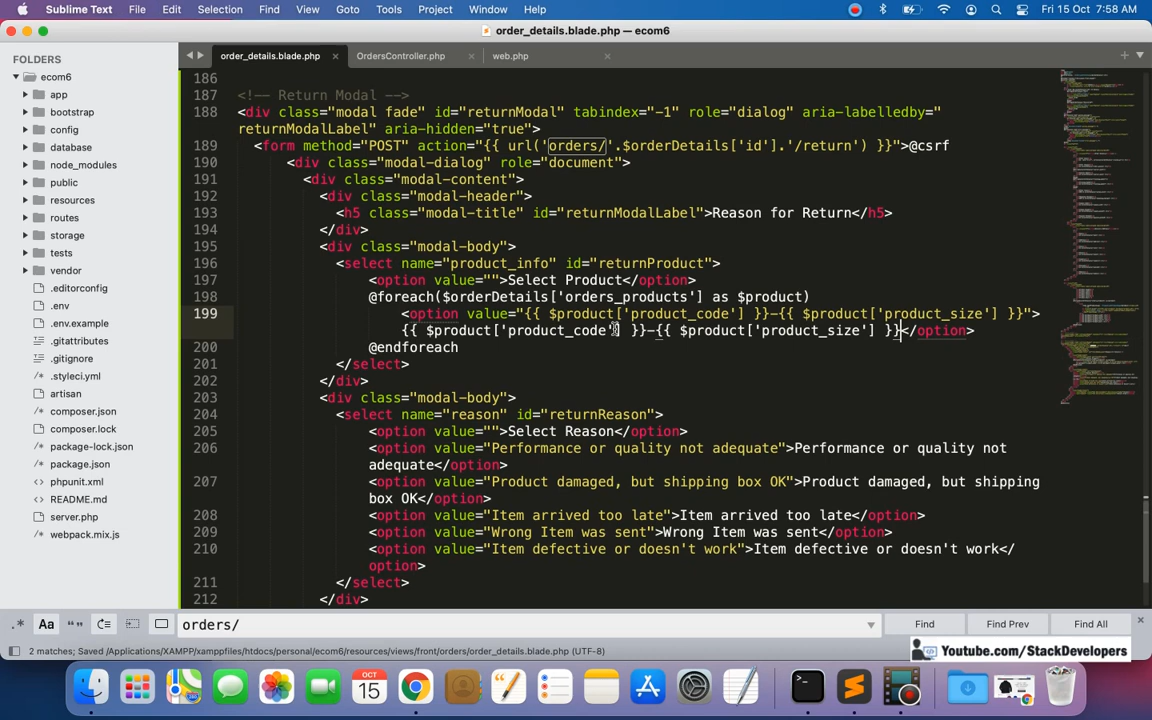 Sublime Text File Edit Selection Find View Goto Tools Project Window Help Fri 15 Oct 7:58 AM
order_details.blade.php — ecom6
FOLDERS
ecom6
app
bootstrap
config
database
node_modules
public
resources
routes
storage
tests
vendor
.editorconfig
.env
.env.example
.gitattributes
.gitignore
.styleci.yml
artisan
composer.json
composer.lock
package-lock.json
package.json
phpunit.xml
README.md
server.php
webpack.mix.js
order_details.blade.php OrdersController.php web.php
186
187 <!-- Return Modal -->
188 <div class="modal fade" id="returnModal" tabindex="-1" role="dialog" aria-labelledby="
returnModalLabel" aria-hidden="true">
189 <form method="POST" action="{{ url('orders/'.$orderDetails['id'].'/return') }}">@csrf
190 <div class="modal-dialog" role="document">
191 <div class="modal-content">
192 <div class="modal-header">
193 <h5 class="modal-title" id="returnModalLabel">Reason for Return</h5>
194 </div>
195 <div class="modal-body">
196 <select name="product_info" id="returnProduct">
197 <option value="">Select Product</option>
198 @foreach($orderDetails['orders_products'] as $product)
199 <option value="{{ $product['product_code'] }}-{{ $product['product_size'] }}">
{{ $product['product_code'] }}-{{ $product['product_size'] }}</option>
200 @endforeach
201 </select>
202 </div>
203 <div class="modal-body">
204 <select name="reason" id="returnReason">
205 <option value="">Select Reason</option>
206 <option value="Performance or quality not adequate">Performance or quality not
adequate</option>
207 <option value="Product damaged, but shipping box OK">Product damaged, but shipping
box OK</option>
208 <option value="Item arrived too late">Item arrived too late</option>
209 <option value="Wrong Item was sent">Wrong Item was sent</option>
210 <option value="Item defective or doesn't work">Item defective or doesn't work</
option>
211 </select>
212 </div>
orders/ Find Find Prev Find All
2 matches; Saved /Applications/XAMPP/xamppfiles/htdocs/personal/ecom6/resources/views/front/orders/order_details.blade.php (UTF-8)
Youtube.com/StackDevelopers
OCT
15